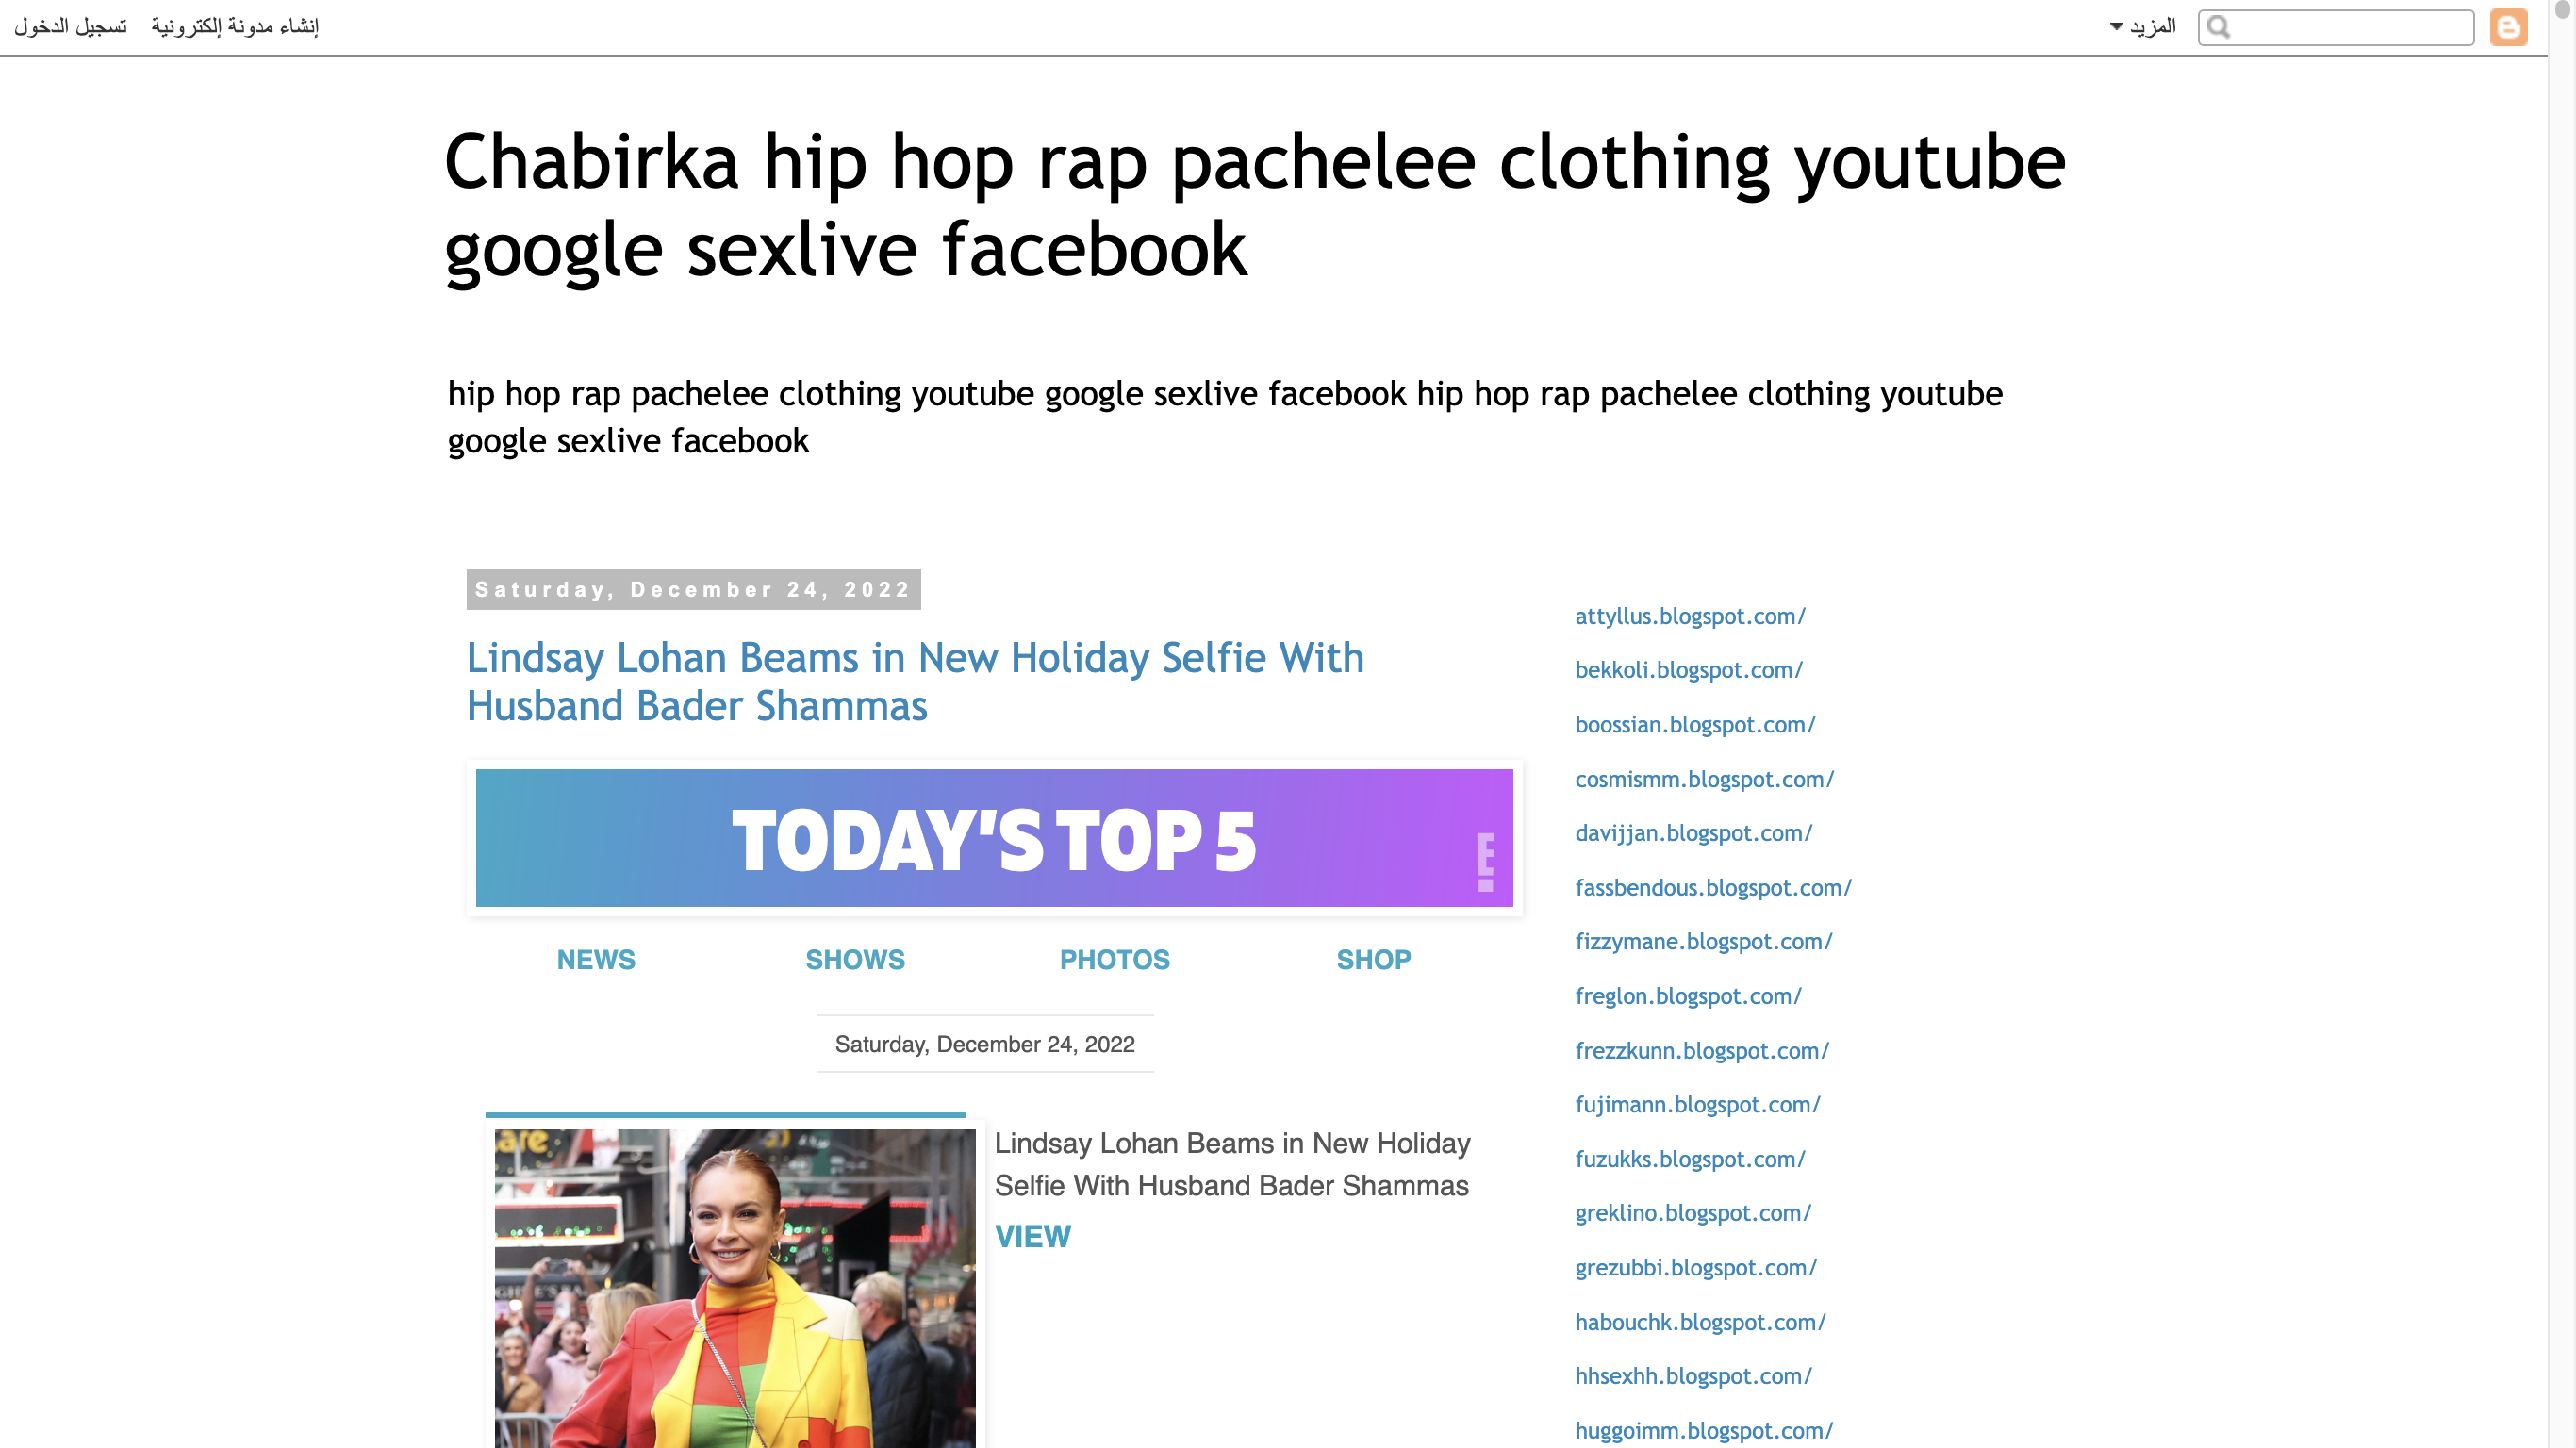 تسجيل الدخول
إنشاء مدونة إلكترونية
المزيد
Chabirka hip hop rap pachelee clothing youtube
google sexlive facebook
hip hop rap pachelee clothing youtube google sexlive facebook hip hop rap pachelee clothing youtube
google sexlive facebook
Saturday, December 24, 2022
Lindsay Lohan Beams in New Holiday Selfie With
Husband Bader Shammas
TODAY'S TOP 5
E!
NEWS SHOWS PHOTOS SHOP
Saturday, December 24, 2022
Lindsay Lohan Beams in New Holiday
Selfie With Husband Bader Shammas
VIEW
attyllus.blogspot.com/
bekkoli.blogspot.com/
boossian.blogspot.com/
cosmismm.blogspot.com/
davijjan.blogspot.com/
fassbendous.blogspot.com/
fizzymane.blogspot.com/
freglon.blogspot.com/
frezzkunn.blogspot.com/
fujimann.blogspot.com/
fuzukks.blogspot.com/
greklino.blogspot.com/
grezubbi.blogspot.com/
habouchk.blogspot.com/
hhsexhh.blogspot.com/
huggoimm.blogspot.com/